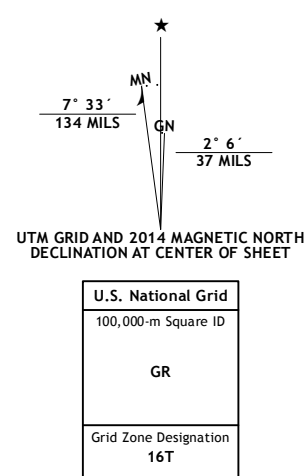 ★
MN
7° 33´
134 MILS
GN
2° 6´
37 MILS
UTM GRID AND 2014 MAGNETIC NORTH
DECLINATION AT CENTER OF SHEET
U.S. National Grid
100,000-m Square ID
GR
Grid Zone Designation
16T